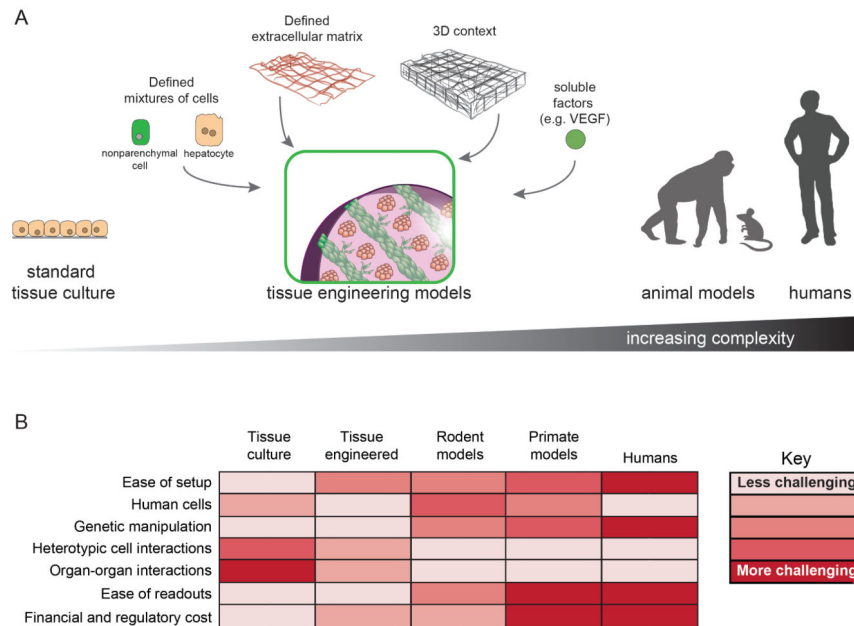 A
Defined
extracellular matrix
3D context
Defined
mixtures of cells
soluble
factors
(e.g. VEGF)
nonparenchymal
cell
hepatocyte
standard
tissue culture
tissue engineering models
animal models
humans
increasing complexity
B
Tissue
culture
Tissue
engineered
Rodent
models
Primate
models
Humans
Key
Ease of setup
Less challenging
Human cells
Genetic manipulation
Heterotypic cell interactions
Organ-organ interactions
More challenging
Ease of readouts
Financial and regulatory cost